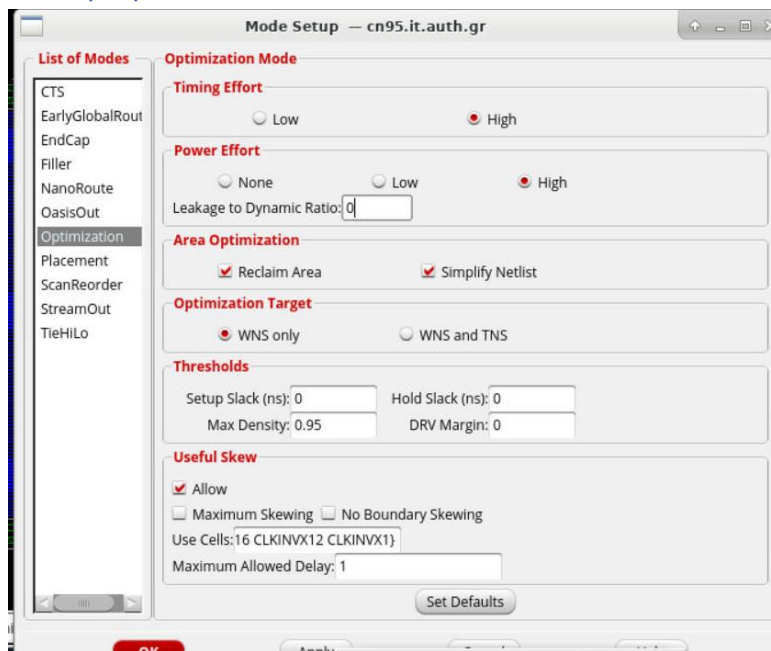 Mode Setup — cn95.it.auth.gr
List of Modes
CTS
EarlyGlobalRout
EndCap
Filler
NanoRoute
OasisOut
Optimization
Placement
ScanReorder
StreamOut
TieHiLo
Optimization Mode
Timing Effort
Low High
Power Effort
None Low High
Leakage to Dynamic Ratio: 0
Area Optimization
Reclaim Area Simplify Netlist
Optimization Target
WNS only WNS and TNS
Thresholds
Setup Slack (ns): 0 Hold Slack (ns): 0
Max Density: 0.95 DRV Margin: 0
Useful Skew
Allow
Maximum Skewing No Boundary Skewing
Use Cells: 16 CLKINVX12 CLKINVX1}
Maximum Allowed Delay: 1
Set Defaults
OK Apply